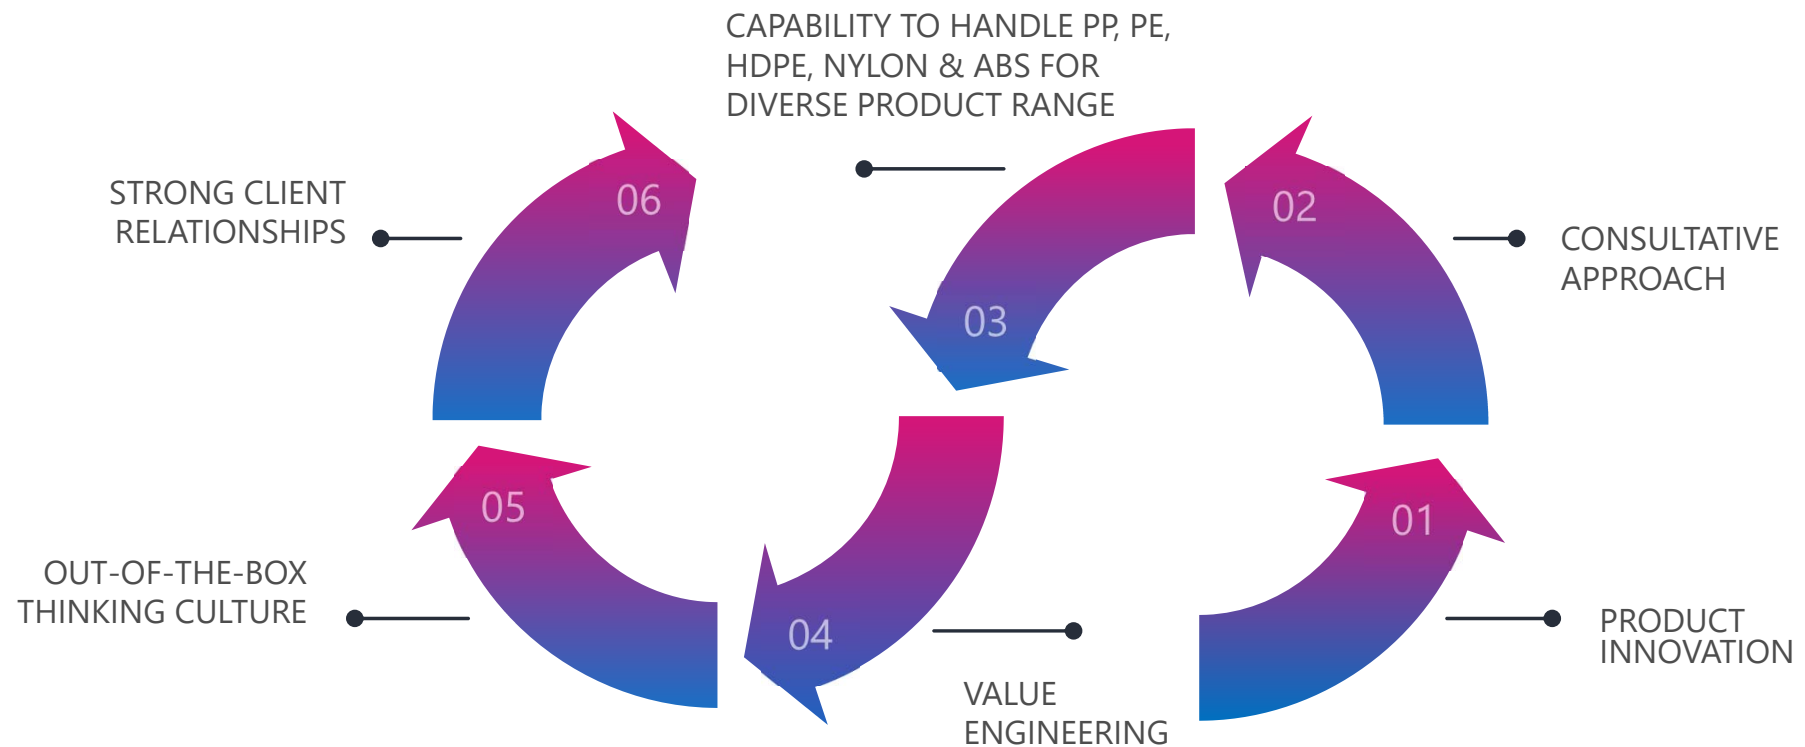 CAPABILITY TO HANDLE PP, PE,
HDPE, NYLON & ABS FOR
DIVERSE PRODUCT RANGE
STRONG CLIENT
RELATIONSHIPS
06
02
CONSULTATIVE
APPROACH
03
05
01
OUT-OF-THE-BOX
THINKING CULTURE
04
PRODUCT
INNOVATION
VALUE
ENGINEERING